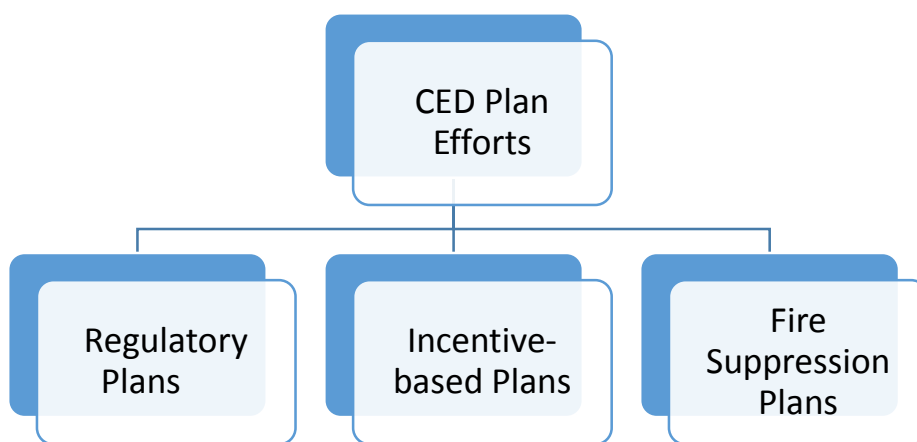 CED Plan
Efforts
Regulatory
Plans
Incentive-
based Plans
Fire
Suppression
Plans